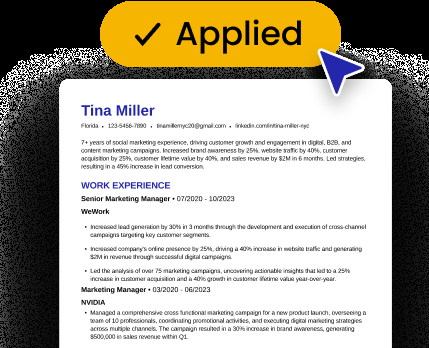 Applied
Tina Miller
Florida • 123-5456-7890 • tinamillernyc20@gmail.com • linkedin.com/in/tina-miller-nyc
7+ years of social marketing experience, driving customer growth and engagement in digital, B2B, and
content marketing campaigns. Increased brand awareness by 25%, website traffic by 40%, customer
acquisition by 25%, customer lifetime value by 40%, and sales revenue by $2M in 6 months. Led strategies,
resulting in a 45% increase in lead conversion.
WORK EXPERIENCE
Senior Marketing Manager • 07/2020 - 10/2023
WeWork
• Increased lead generation by 30% in 3 months through the development and execution of cross-channel
campaigns targeting key customer segments.
• Increased company's online presence by 25%, driving a 40% increase in website traffic and generating
$2M in revenue through successful digital campaigns.
• Led the analysis of over 75 marketing campaigns, uncovering actionable insights that led to a 25%
increase in customer acquisition and a 40% growth in customer lifetime value year-over-year.
Marketing Manager • 03/2020 - 06/2023
NVIDIA
• Managed a comprehensive cross functional marketing campaign for a new product launch, overseeing a
team of 10 professionals, coordinating promotional activities, and executing digital marketing strategies
across multiple channels. The campaign resulted in a 30% increase in brand awareness, generating
$500,000 in sales revenue within Q1.